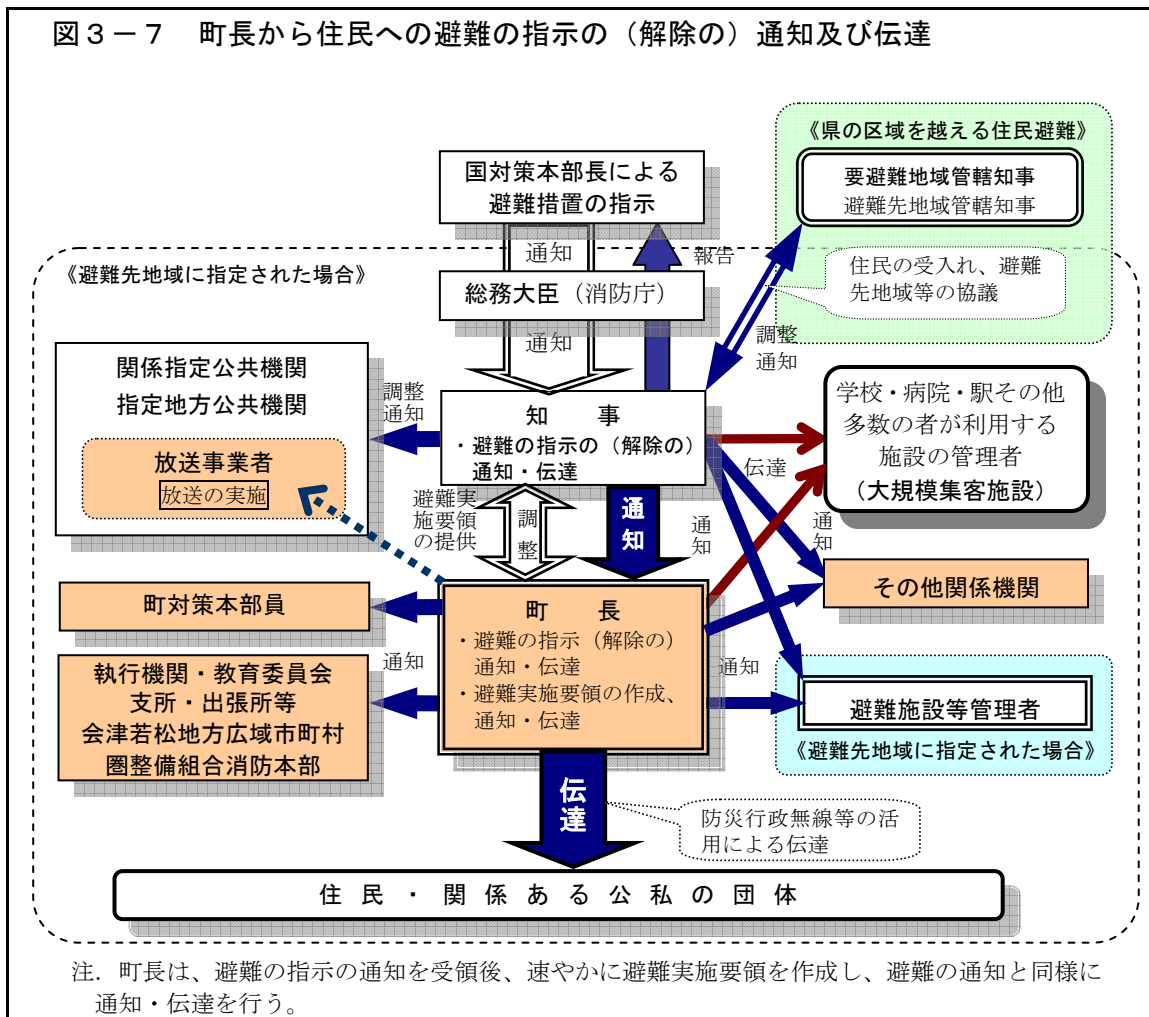 図３－７　町長から住民への避難の指示の（解除の）通知及び伝達
《県の区域を越える住民避難》
要避難地域管轄知事
避難先地域管轄知事
国対策本部長による
避難措置の指示
通知
報告
住民の受入れ、避難
先地域等の協議
《避難先地域に指定された場合》
総務大臣（消防庁）
通知
調整
通知
関係指定公共機関
指定地方公共機関
放送事業者
放送の実施
調整
通知
知　事
・避難の指示の（解除の）
通知・伝達
学校・病院・駅その他
多数の者が利用する
施設の管理者
（大規模集客施設）
伝達
避難実
施要領
の提供
調整
通知
通知
通知
その他関係機関
町対策本部員
町　長
・避難の指示（解除の）
通知・伝達
・避難実施要領の作成、
通知・伝達
通知
通知
執行機関・教育委員会
支所・出張所等
会津若松地方広域市町村
圏整備組合消防本部
避難施設等管理者
《避難先地域に指定された場合》
伝達
防災行政無線等の活
用による伝達
住　民　・　関　係　あ　る　公　私　の　団　体
注．町長は、避難の指示の通知を受領後、速やかに避難実施要領を作成し、避難の通知と同様に
通知・伝達を行う。